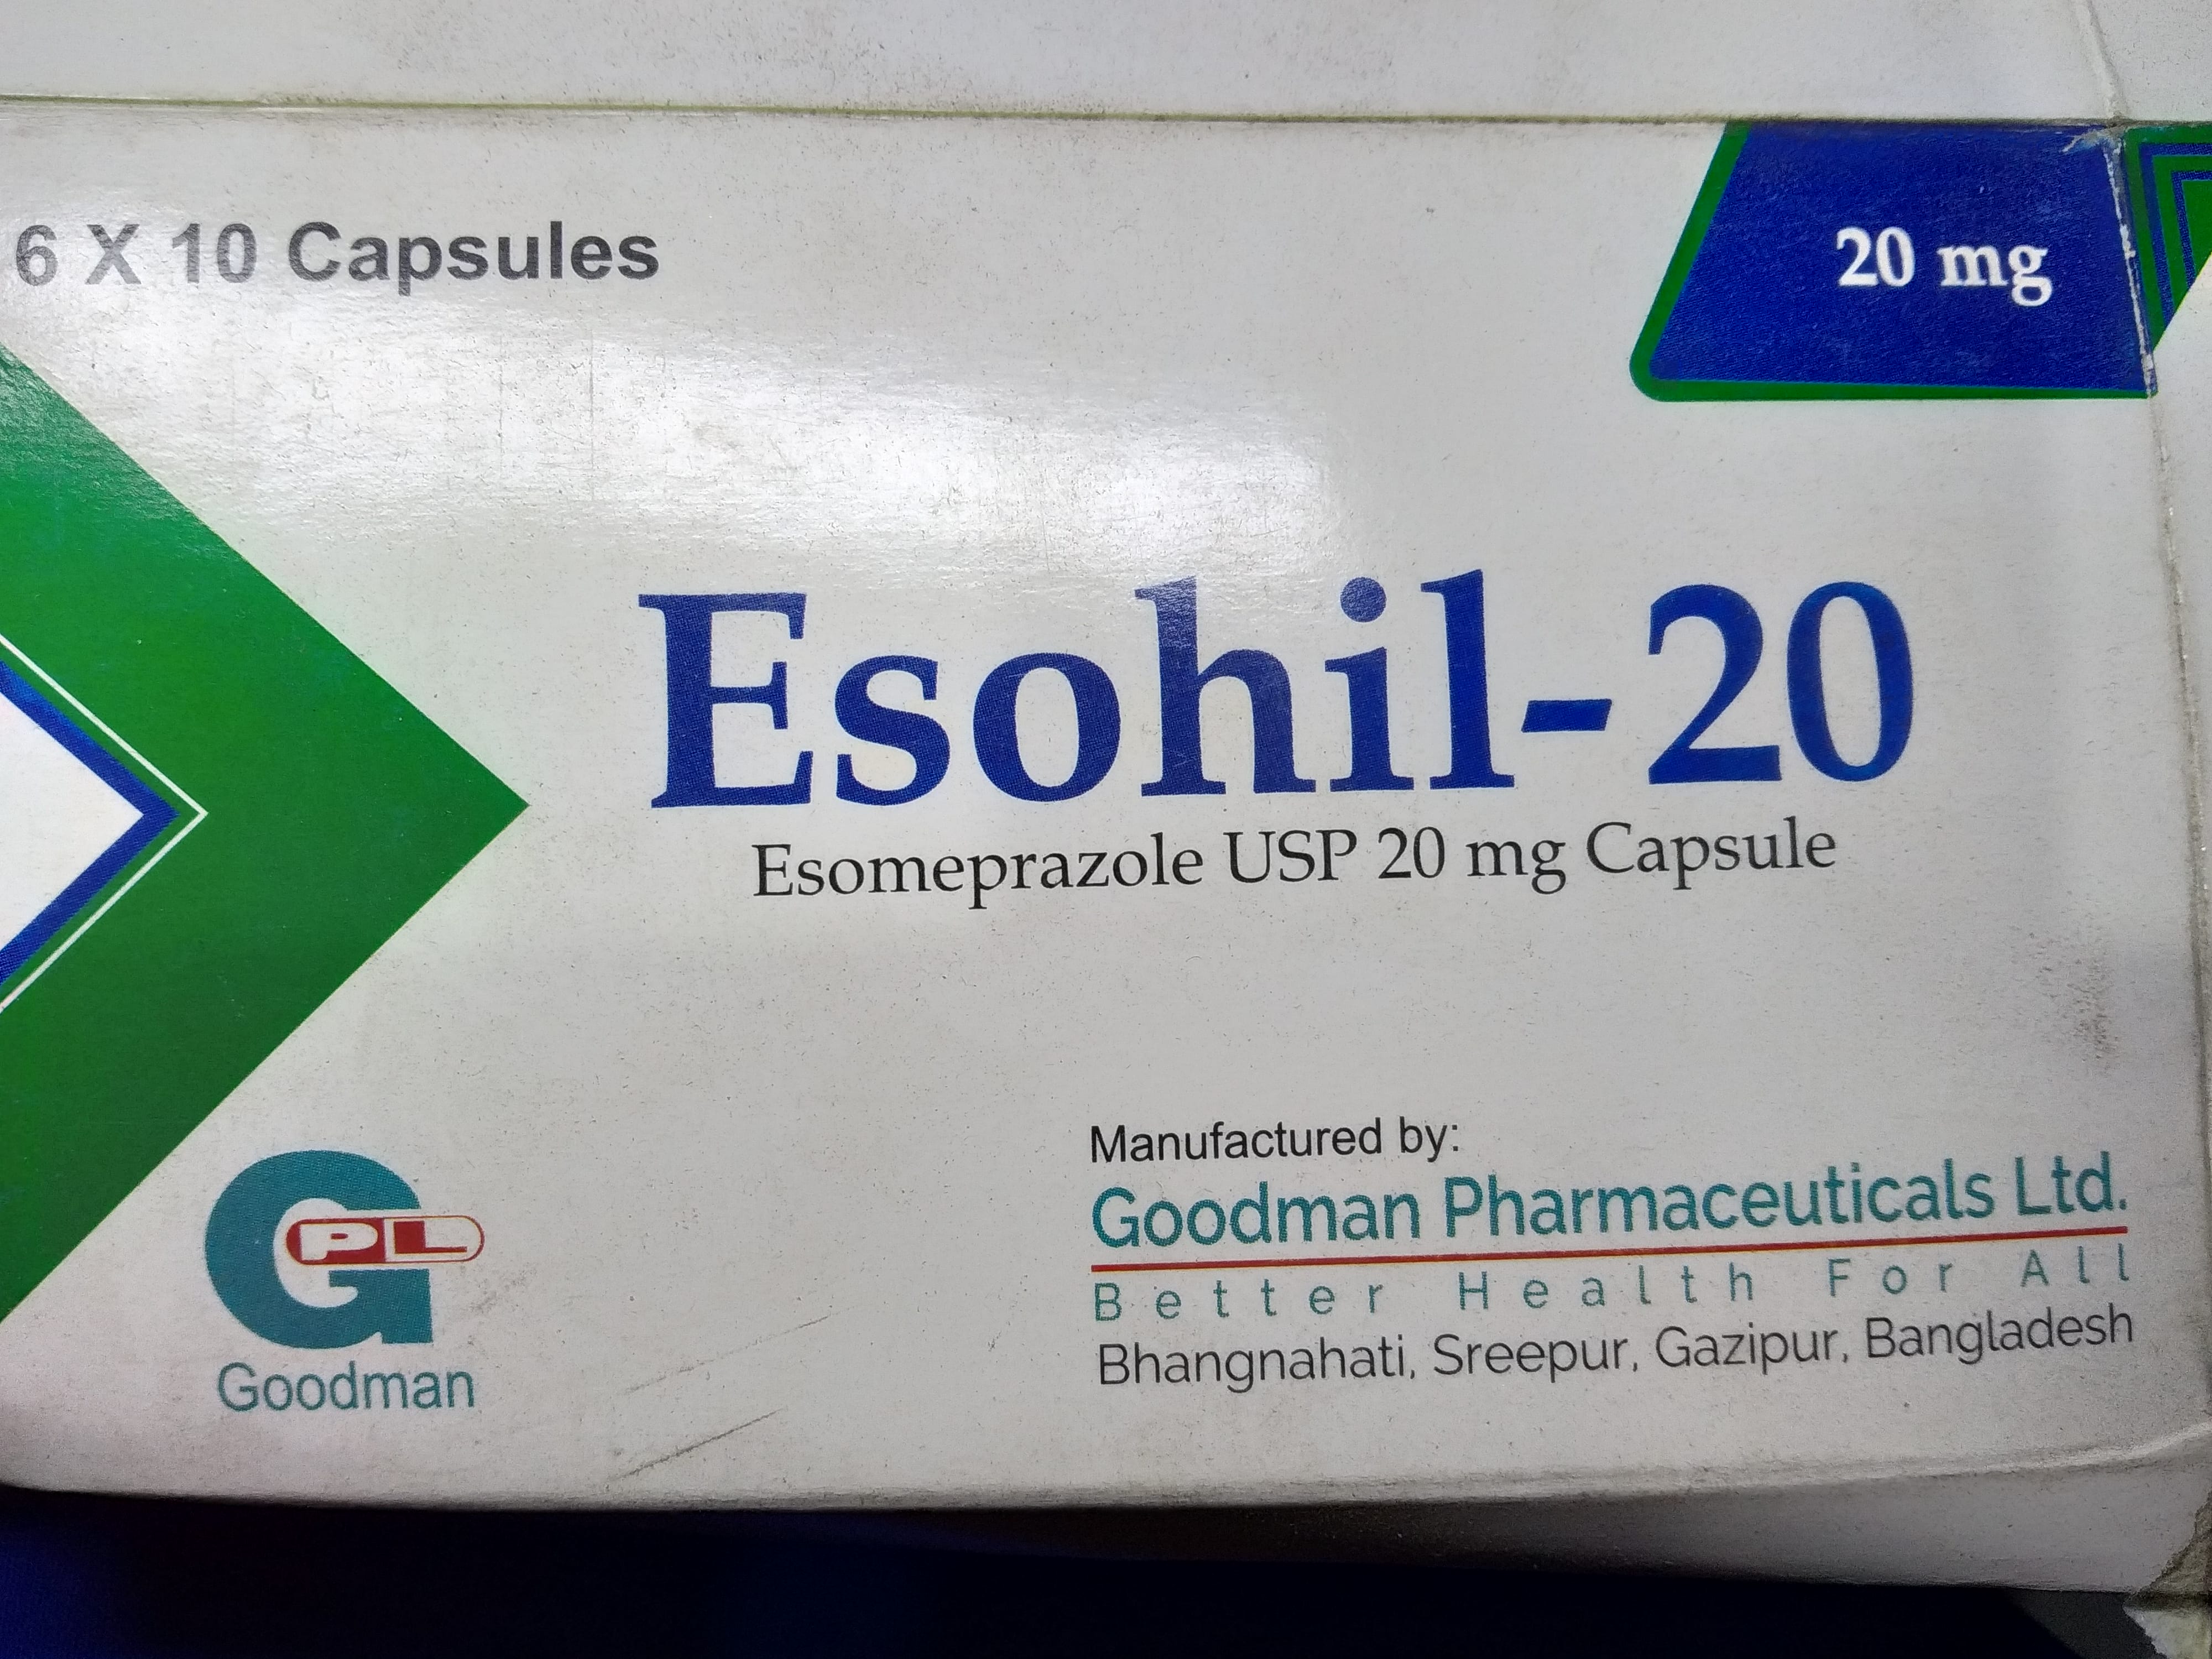 6 X 10 Capsules
20 mg
Esohil-20
Esomeprazole USP 20 mg Capsule
GPL
Goodman
Manufactured by:
Goodman Pharmaceuticals Ltd.
Better Health For All
Bhangnahati, Sreepur, Gazipur, Bangladesh